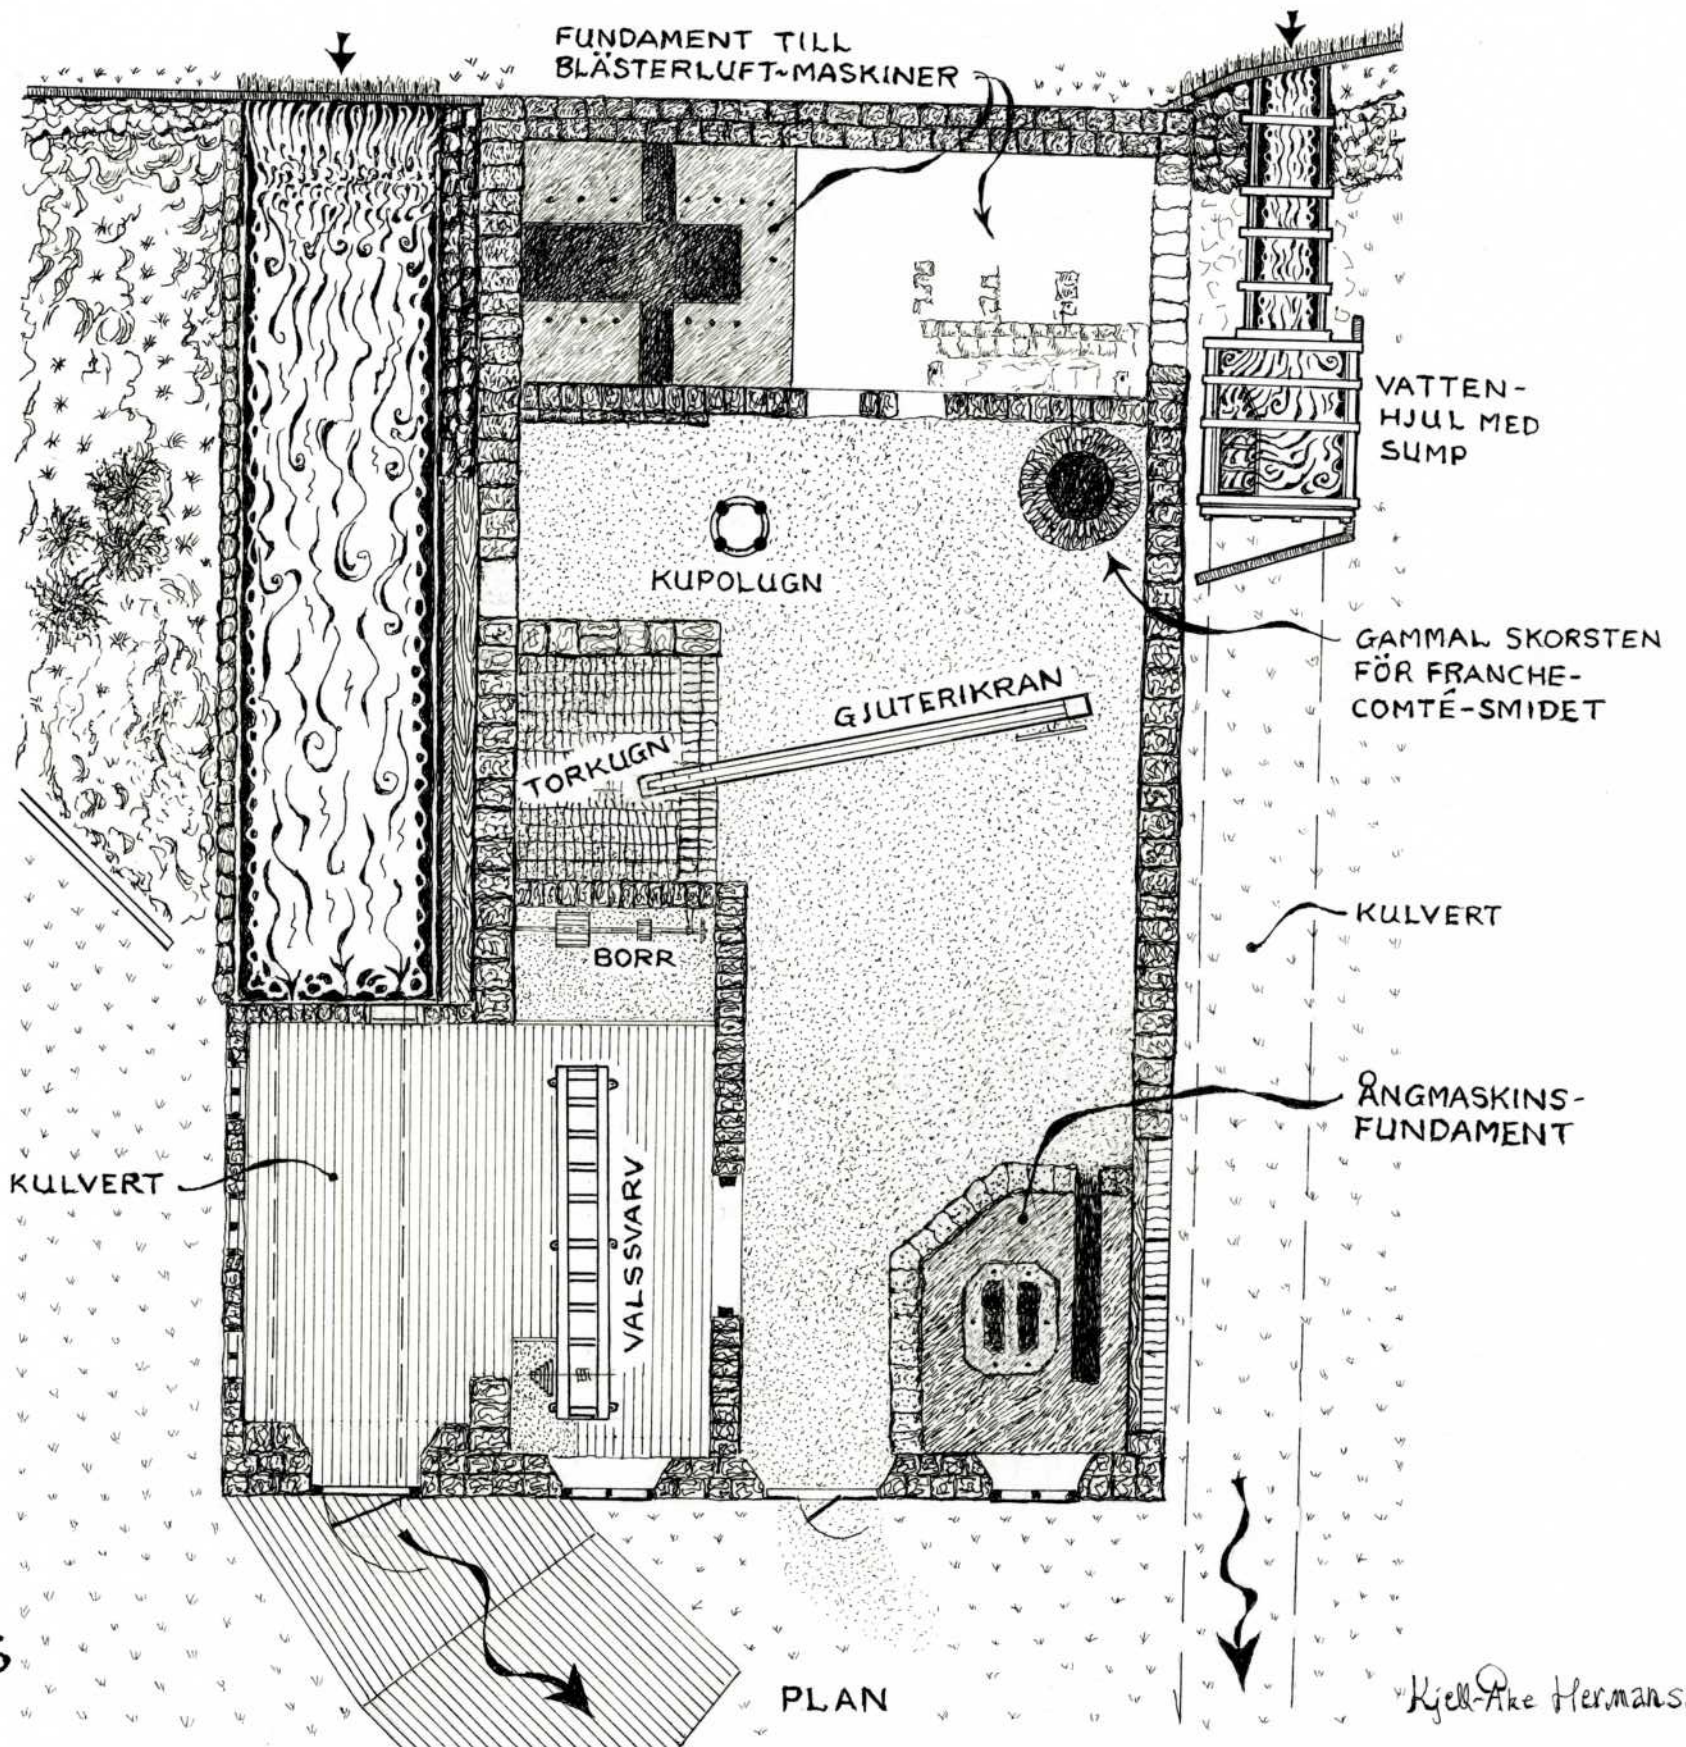 FUNDAMENT TILL
BLÄSTERLUFT~MASKINER
VATTEN-
HJUL MED
SUMP
KUPOLUGN
GAMMAL SKORSTEN
FÖR FRANCHE-
COMTÉ-SMIDET
GJUTERIKRAN
TORKUGN
KULVERT
BORR
ÅNGMASKINS-
FUNDAMENT
KULVERT
VALSSVARV
PLAN
Kjell-Åke Hermans